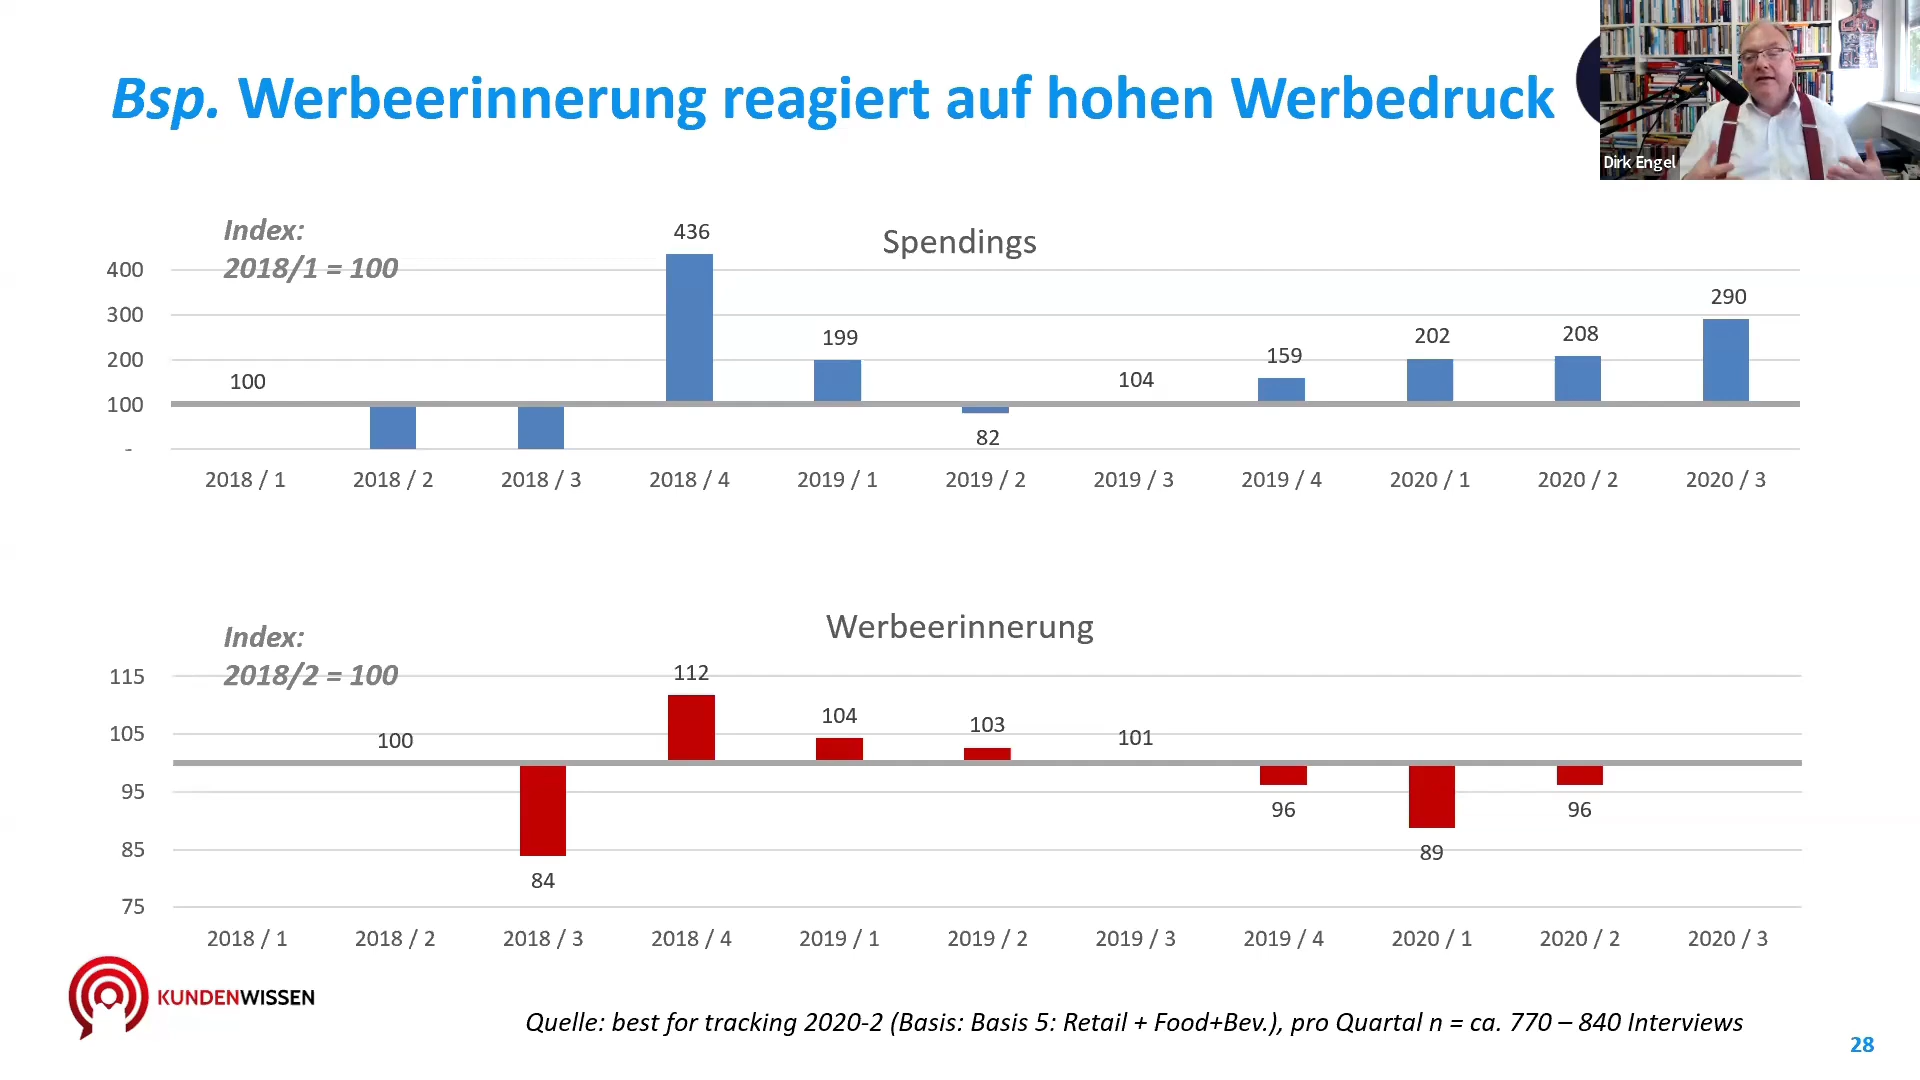 Bsp. Werbeerinnerung reagiert auf hohen Werbedruck
Dirk Engel
Index:
2018/1 = 100
Spendings
400
300
200
100
-
100
436
199
82
104
159
202
208
290
2018 / 1
2018 / 2
2018 / 3
2018 / 4
2019 / 1
2019 / 2
2019 / 3
2019 / 4
2020 / 1
2020 / 2
2020 / 3
Index:
2018/2 = 100
Werbeerinnerung
115
105
95
85
75
100
84
112
104
103
101
96
89
96
2018 / 1
2018 / 2
2018 / 3
2018 / 4
2019 / 1
2019 / 2
2019 / 3
2019 / 4
2020 / 1
2020 / 2
2020 / 3
KUNDENWISSEN
Quelle: best for tracking 2020-2 (Basis: Basis 5: Retail + Food+Bev.), pro Quartal n = ca. 770 – 840 Interviews
28